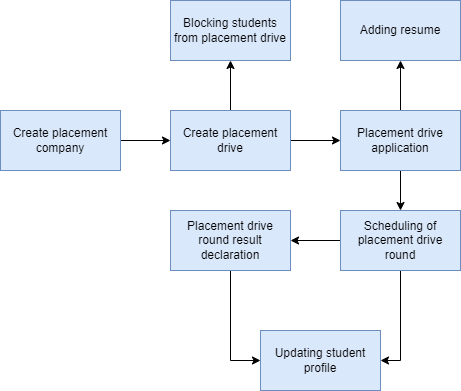 Blocking students
from placement drive
Adding resume
Create placement
company
Create placement
drive
Placement drive
application
Placement drive
round result
declaration
Scheduling of
placement drive
round
Updating student
profile